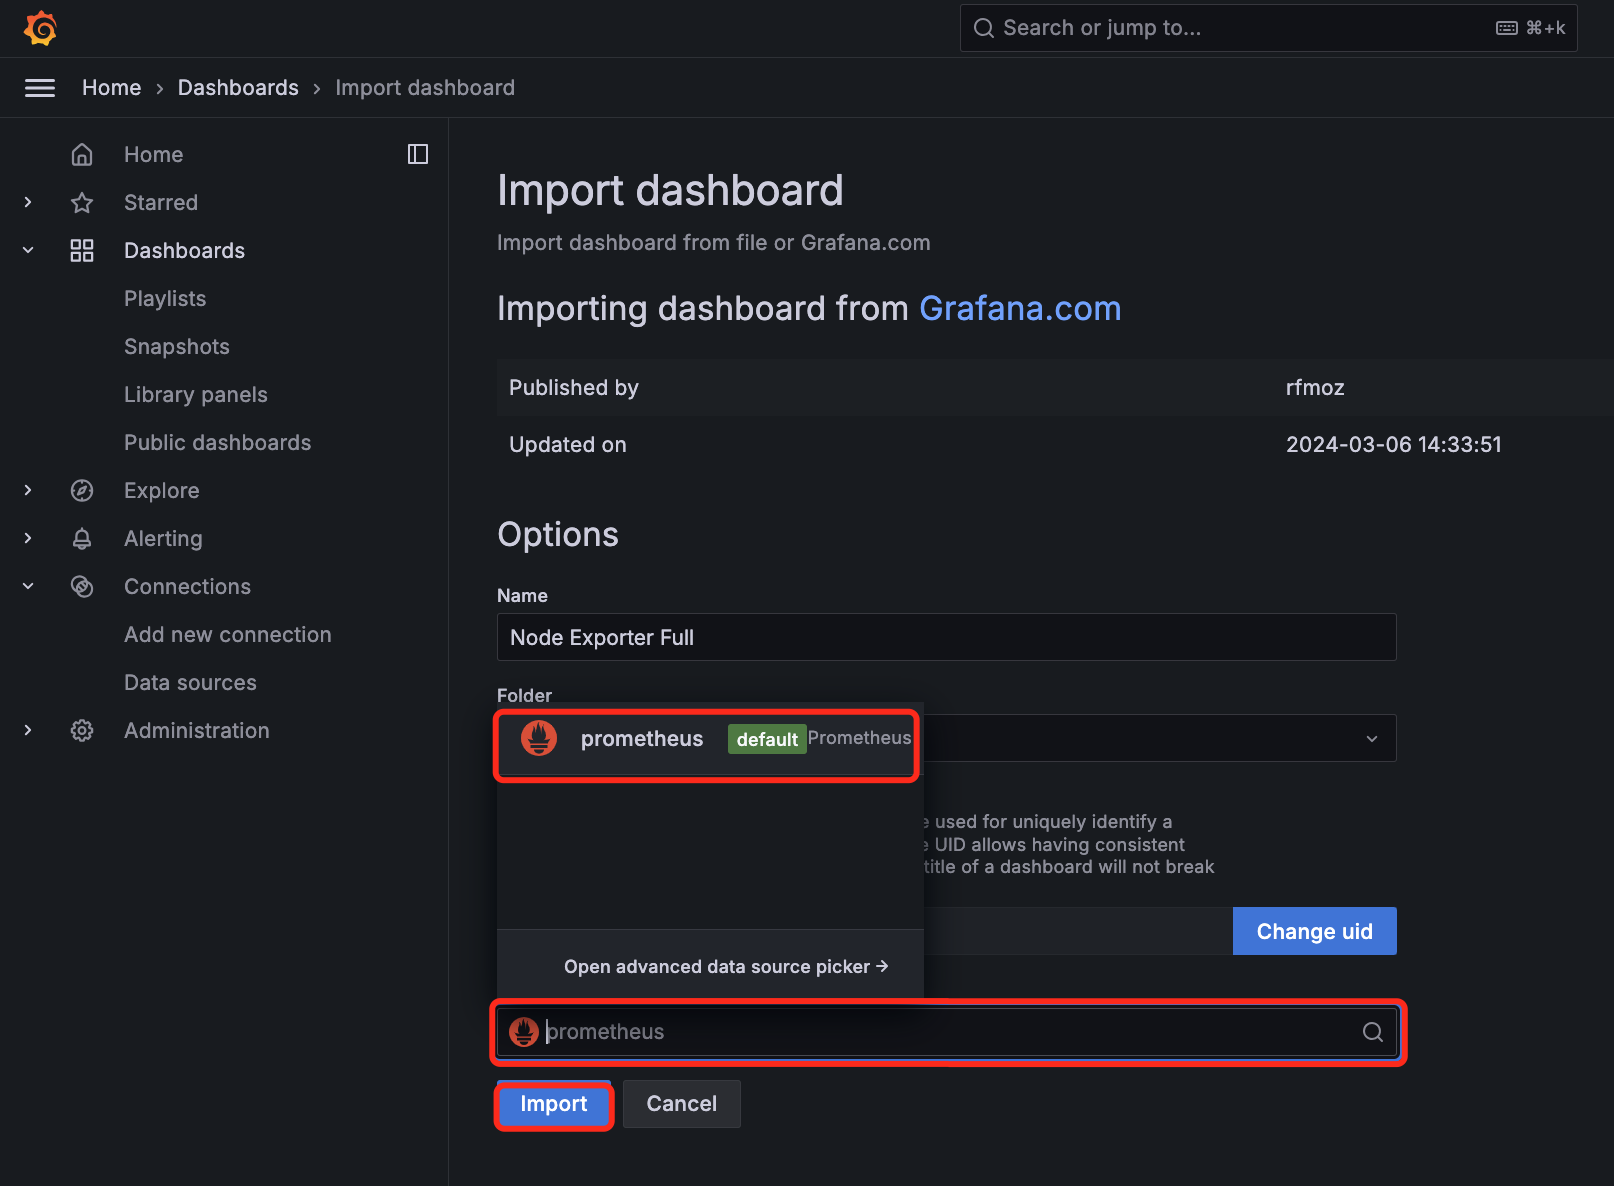 Search or jump to...
⌘+k
Home › Dashboards › Import dashboard
Home
Starred
Dashboards
Playlists
Snapshots
Library panels
Public dashboards
Explore
Alerting
Connections
Add new connection
Data sources
Administration
Import dashboard
Import dashboard from file or Grafana.com
Importing dashboard from Grafana.com
Published by rfmoz
Updated on 2024-03-06 14:33:51
Options
Name
Node Exporter Full
Folder
prometheus default Prometheus
used for uniquely identify a
UID allows having consistent
title of a dashboard will not break
Change uid
Open advanced data source picker →
prometheus
Import
Cancel